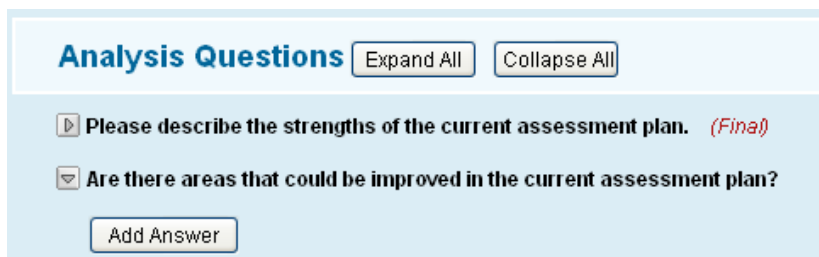 Analysis Questions Expand All Collapse All
Please describe the strengths of the current assessment plan. (Final)
Are there areas that could be improved in the current assessment plan?
Add Answer